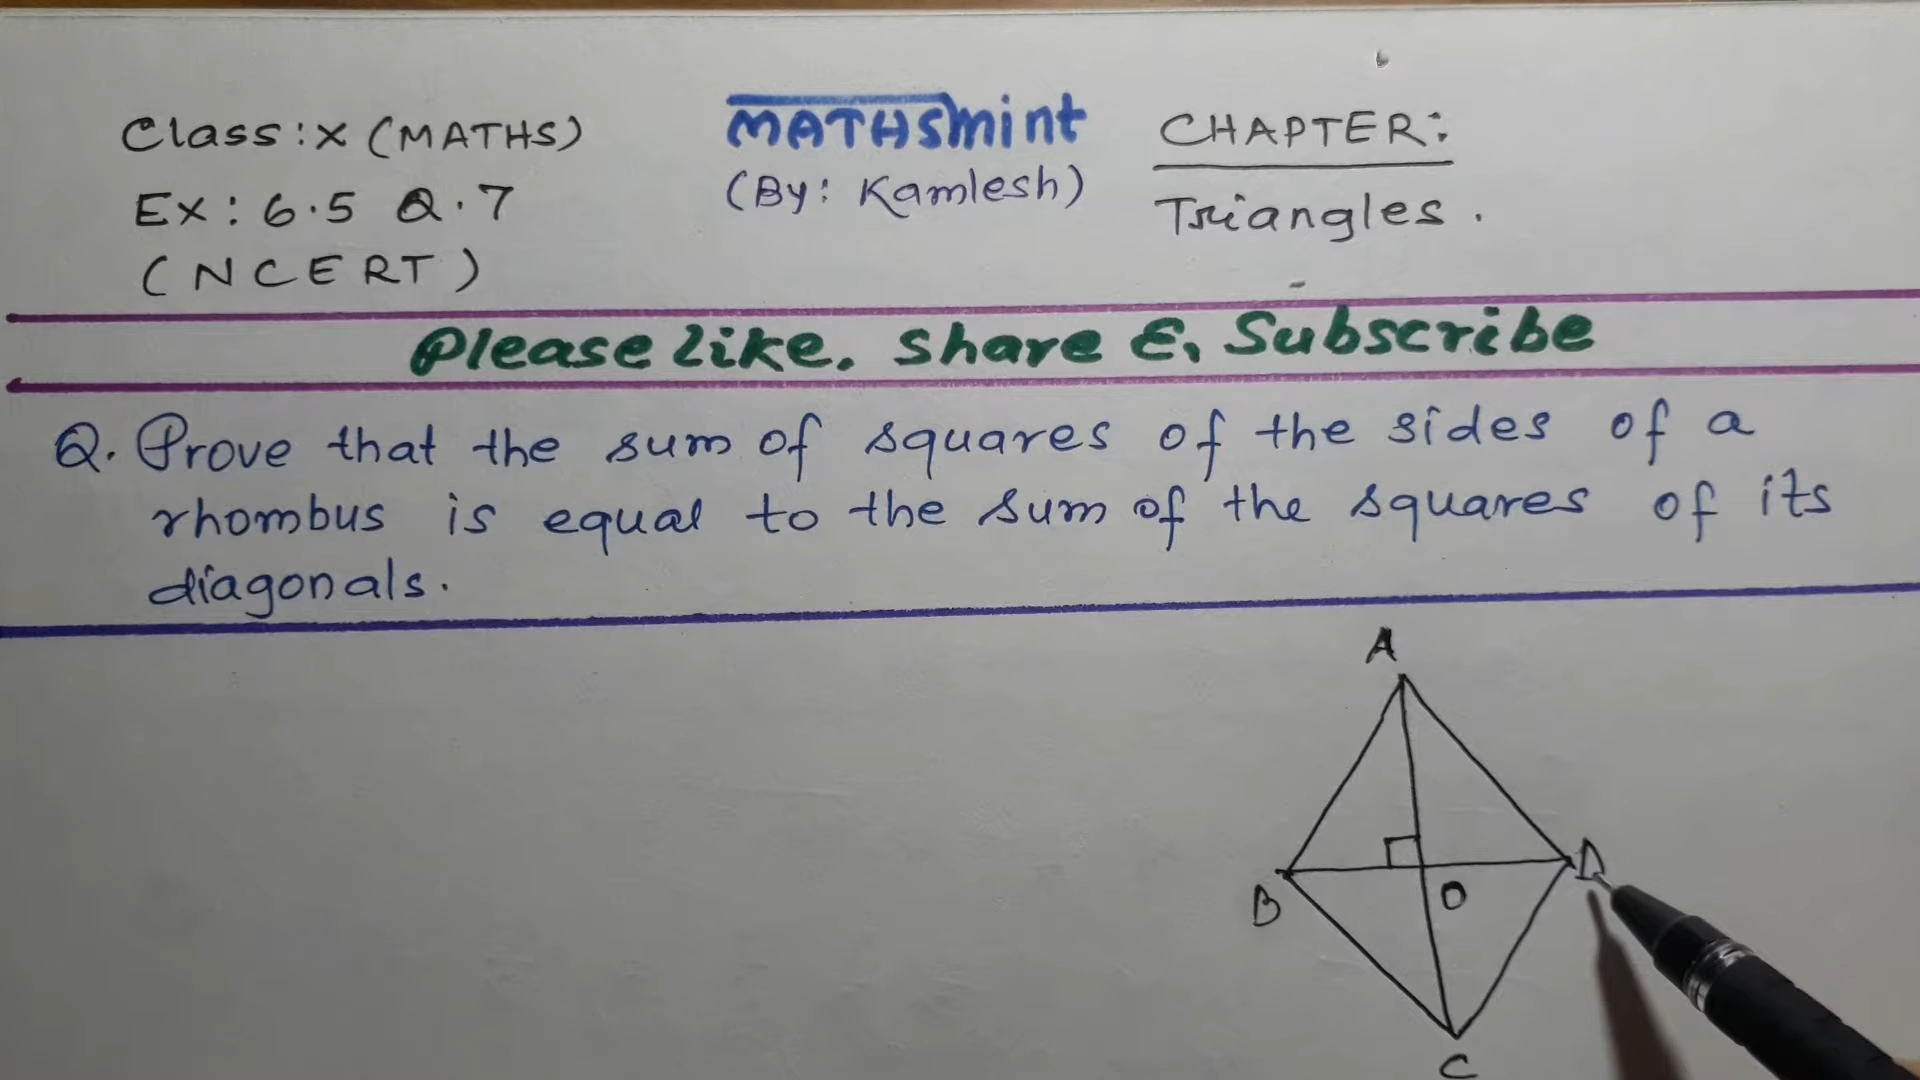 Class: X (MATHS)
Ex: 6.5 Q.7
(NCERT)
MATHSmint
(By: Kamlesh)
CHAPTER:
Triangles.
Please Like, Share &, Subscribe
Q. Prove that the sum of squares of the sides of a
rhombus is equal to the sum of the squares of its
diagonals.
A
B
O
D
C